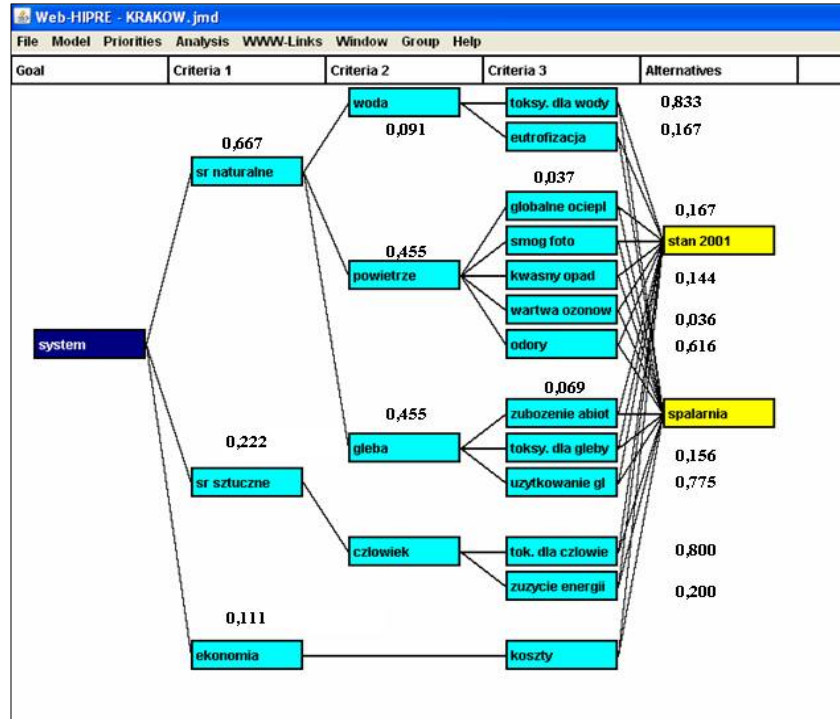 Web-HIPRE - KRAKOW.jmd
File Model Priorities Analysis WWW-Links Window Group Help
Goal Criteria 1 Criteria 2 Criteria 3 Alternatives
woda toksy. dla wody 0,833
0,091 0,167
0,667 eutrofizacja
sr naturalne 0,037
globalne ociepl 0,167
0,455 smog foto stan 2001
powietrze kwasny opad 0,144
wartwa ozonow 0,036
system odory 0,616
0,069
0,455 zubozenie abiot spalarnia
0,222 gleba toksy. dla gleby 0,156
sr sztuczne uzytkowanie gl 0,775
człowiek tok. dla czlowie 0,800
zuzycie energii 0,200
0,111
ekonomia koszty